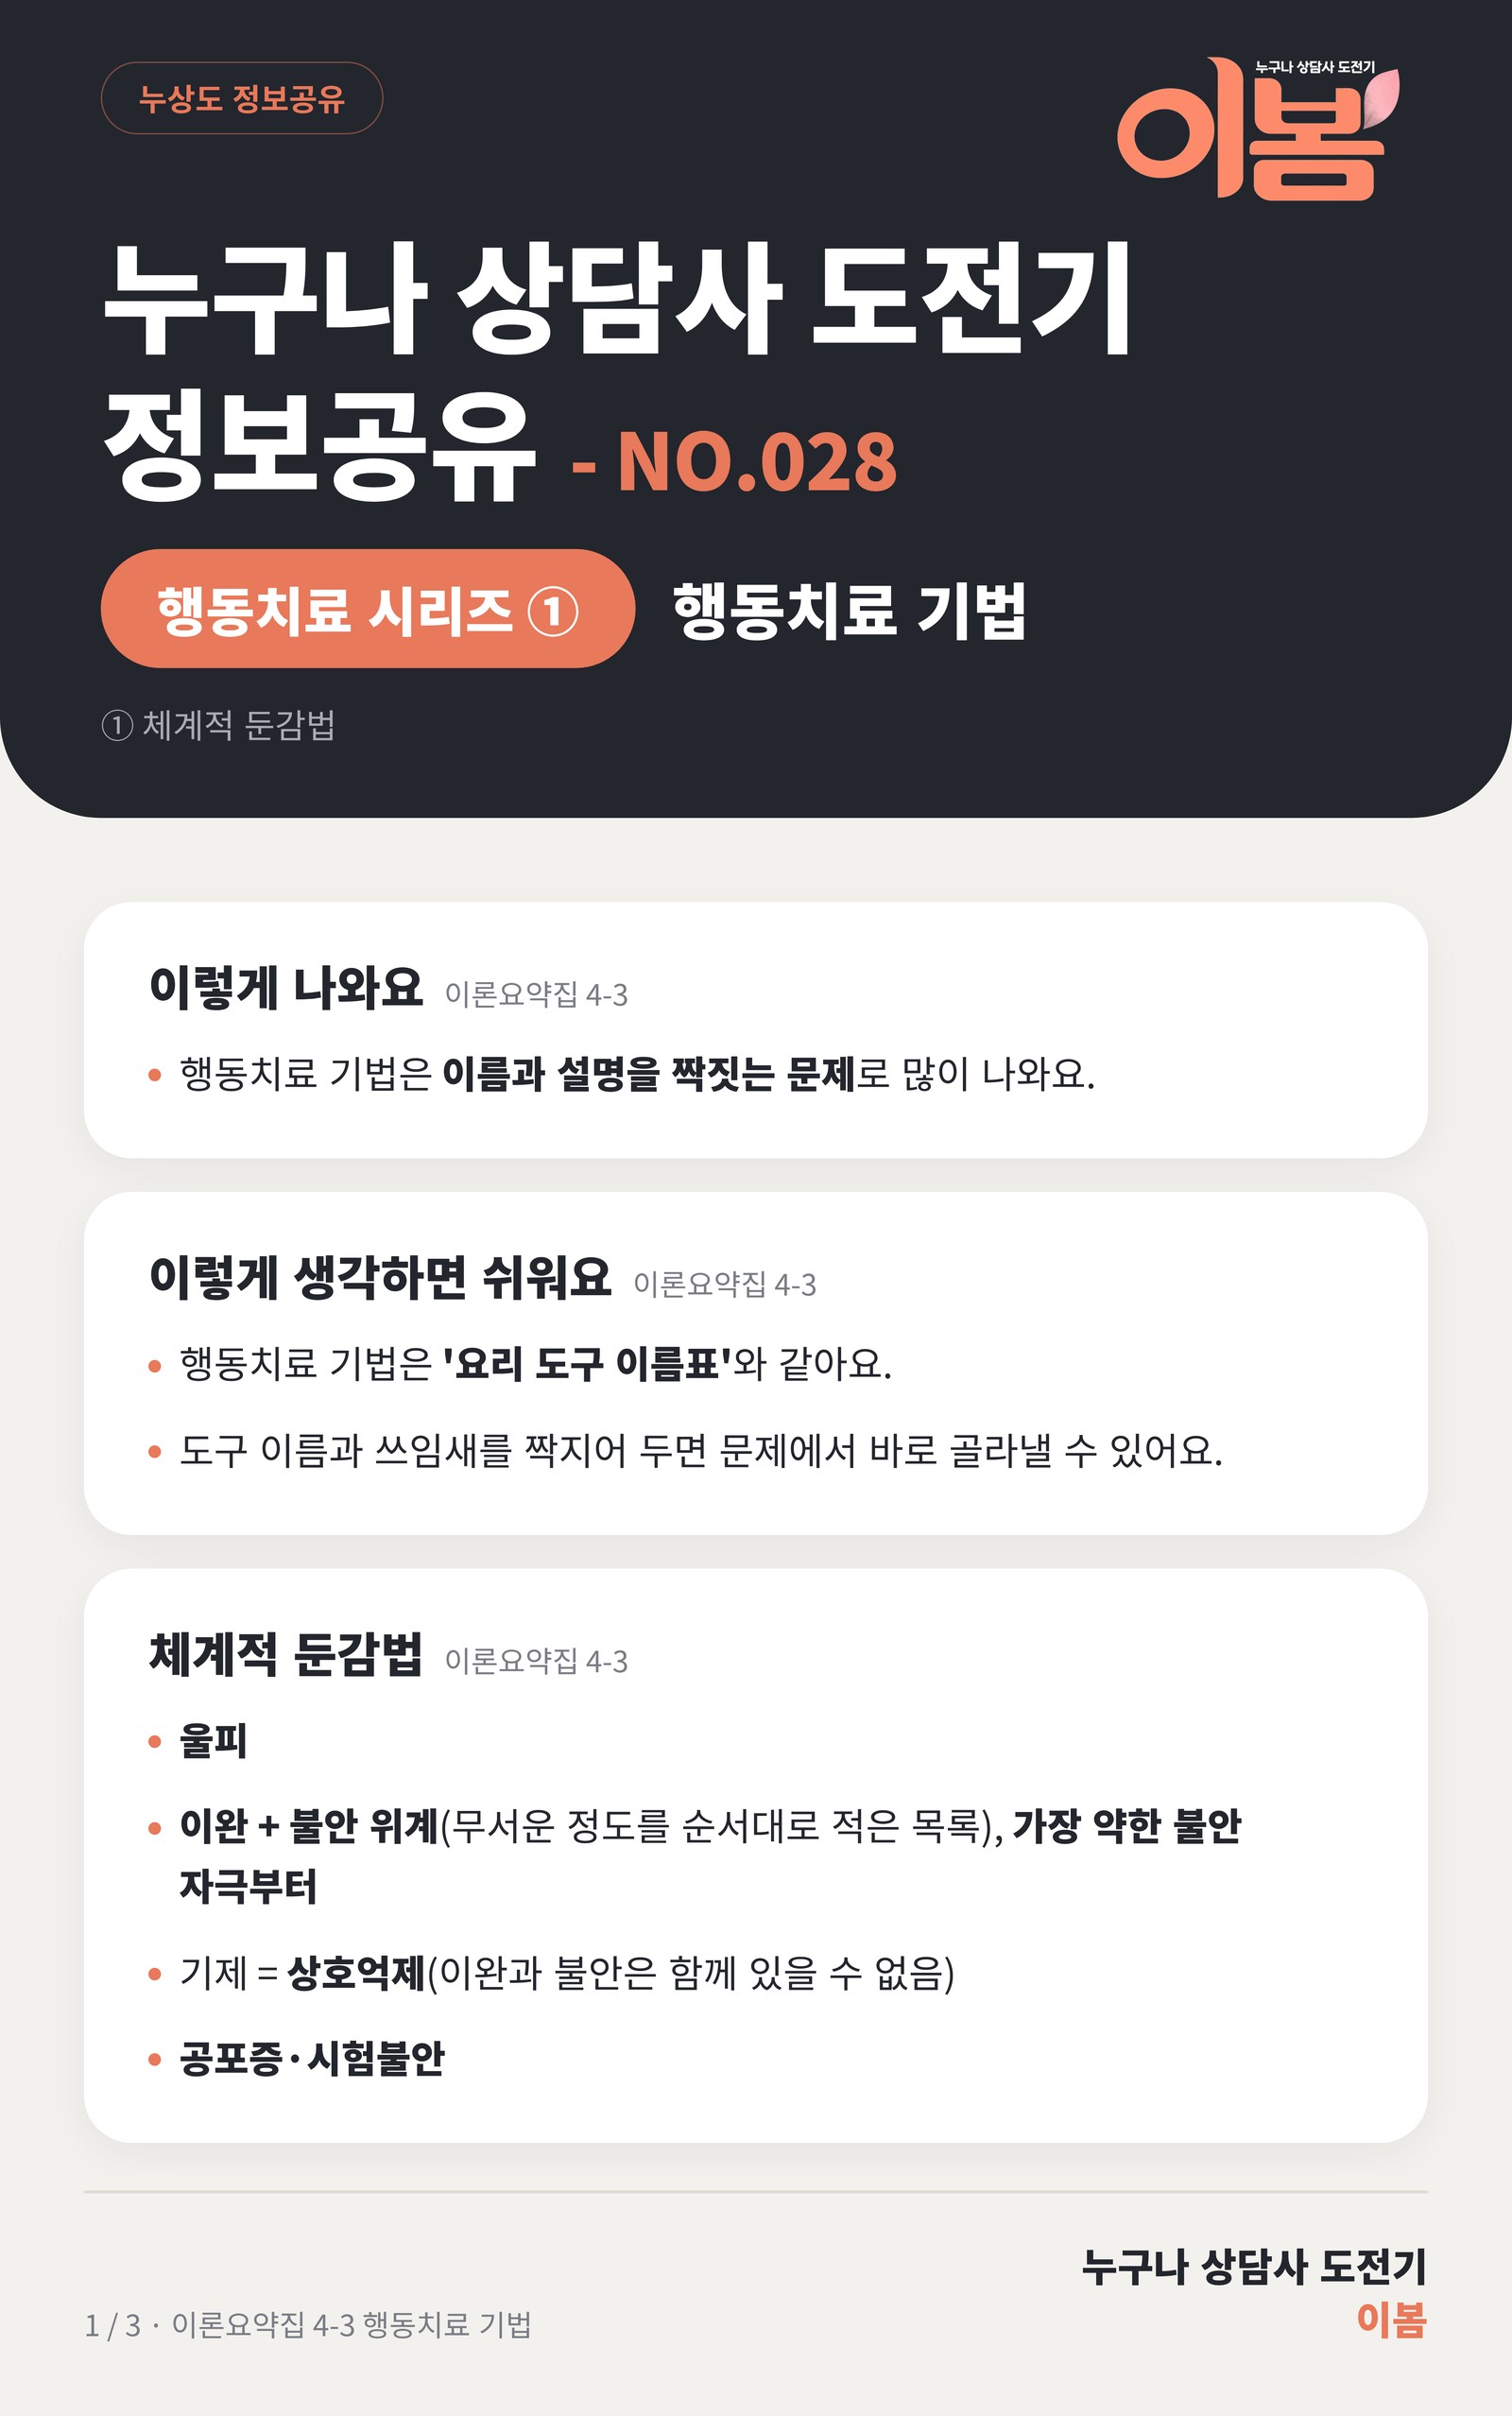 누상도 정보공유
누구나 상담사 도전기
이봄
누구나 상담사 도전기
정보공유 - NO.028
행동치료 시리즈 ① 행동치료 기법
① 체계적 둔감법
이렇게 나와요 이론요약집 4-3
• 행동치료 기법은 이름과 설명을 짝짓는 문제로 많이 나와요.
이렇게 생각하면 쉬워요 이론요약집 4-3
• 행동치료 기법은 '요리 도구 이름표'와 같아요.
• 도구 이름과 쓰임새를 짝지어 두면 문제에서 바로 골라낼 수 있어요.
체계적 둔감법 이론요약집 4-3
• 울피
• 이완 + 불안 위계(무서운 정도를 순서대로 적은 목록), 가장 약한 불안
자극부터
• 기제 = 상호억제(이완과 불안은 함께 있을 수 없음)
• 공포증·시험불안
누구나 상담사 도전기
1 / 3 · 이론요약집 4-3 행동치료 기법
이봄